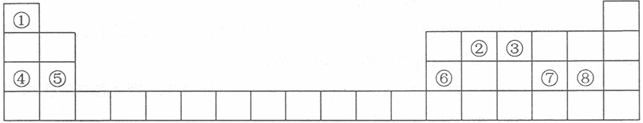 ①
② ③
④ ⑤ ⑥ ⑦ ⑧